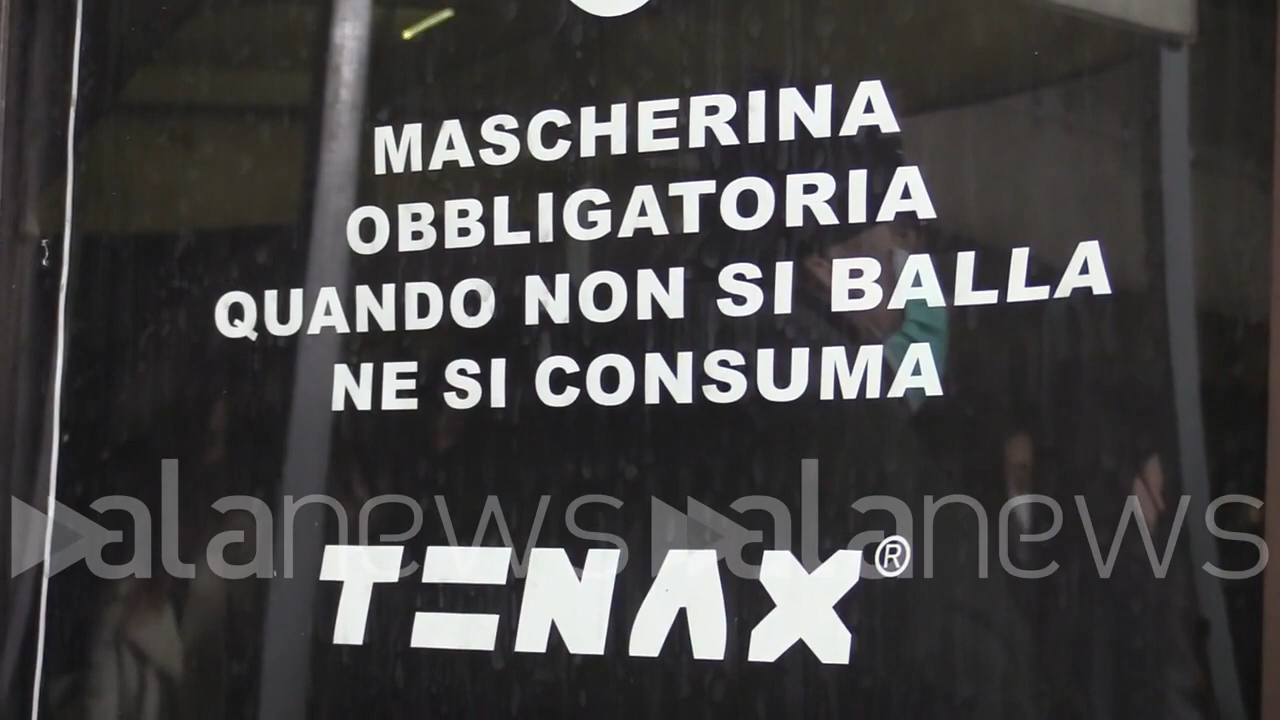 MASCHERINA
OBBLIGATORIA
QUANDO NON SI BALLA
NE SI CONSUMA
alanews alanews
TENAX®